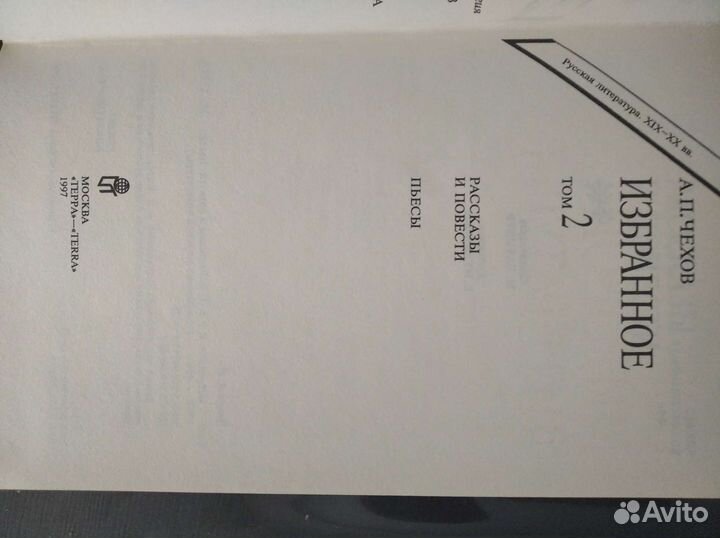 Русская литература. XIX–XX вв.
А.П.ЧЕХОВ
ИЗБРАННОЕ
ТОМ 2
РАССКАЗЫ
И ПОВЕСТИ
ПЬЕСЫ
МОСКВА
«ТЕРРА»—«TERRA»
1997
Avito